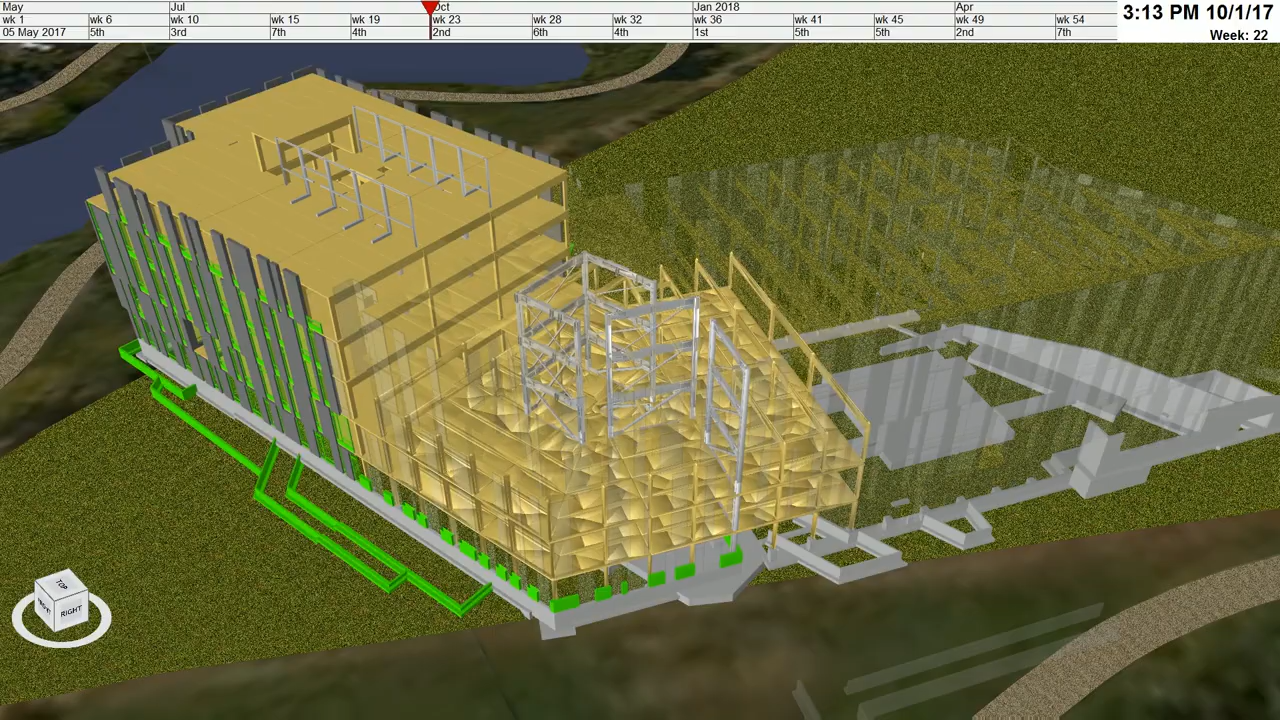 May Jul Oct Jan 2018 Apr
wk 1 wk 6 wk 10 wk 15 wk 19 wk 23 wk 28 wk 32 wk 36 wk 41 wk 45 wk 49 wk 54
05 May 2017 5th 3rd 7th 4th 2nd 6th 4th 1st 5th 5th 2nd 7th
3:13 PM 10/1/17
Week: 22
TOP
RIGHT